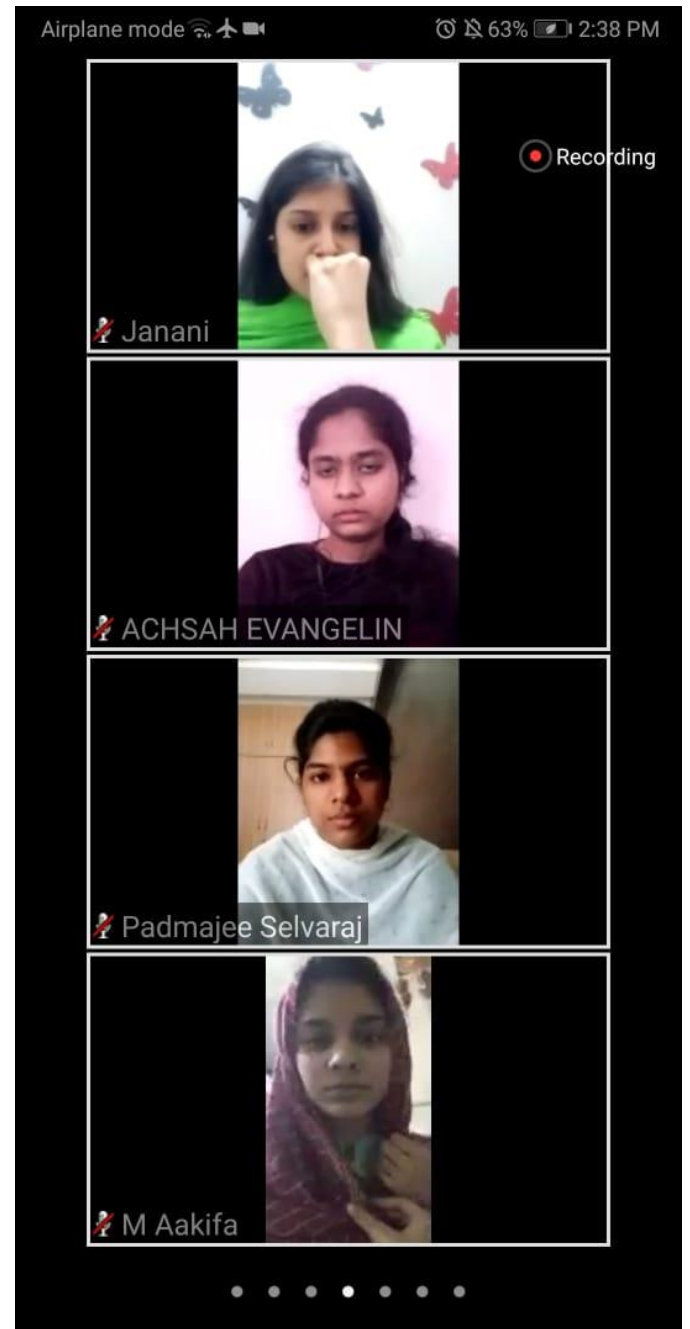 Airplane mode 63% 2:38 PM
Recording
Janani
ACHSAH EVANGELIN
Padmajee Selvaraj
M Aakifa